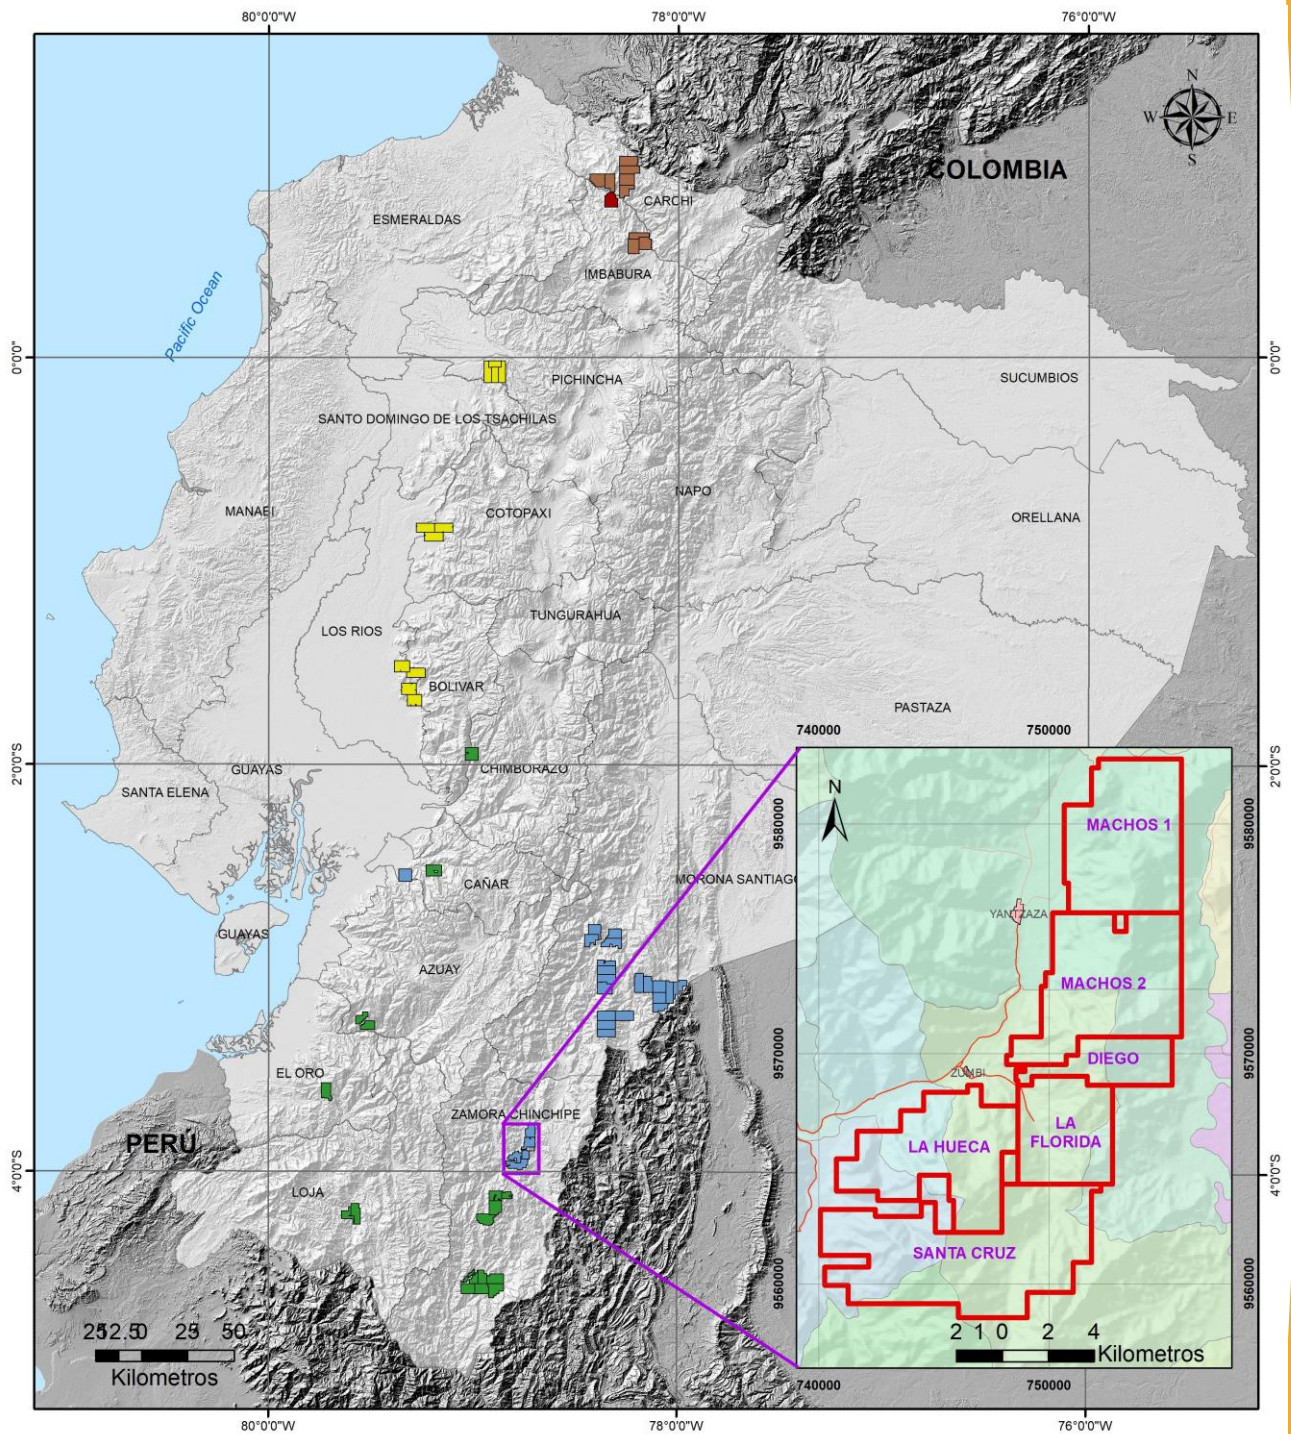 80°0'0"W 78°0'0"W 76°0'0"W
N
W E
S
COLOMBIA
CARCHI
ESMERALDAS
IMBABURA
Pacific Ocean
0°0'0"
0°0'0"
PICHINCHA
SUCUMBIOS
SANTO DOMINGO DE LOS TSACHILAS
NAPO
MANABI
COTOPAXI
ORELLANA
TUNGURAHUA
LOS RIOS
BOLIVAR
PASTAZA
740000 750000
2°0'0"S
2°0'0"S
GUAYAS
CHIMBORAZO
SANTA ELENA
N
MACHOS 1
9580000
9580000
CAÑAR
MORONA SANTIAGO
YANTZAZA
GUAYAS
AZUAY
MACHOS 2
9570000
9570000
DIEGO
EL ORO
ZUMBI
ZAMORA CHINCHIPE
PERÚ
LA
FLORIDA
LA HUECA
4°0'0"S
4°0'0"S
LOJA
SANTA CRUZ
9560000
9560000
2512.50 25 50
Kilometros
2 1 0 2 4
Kilometros
740000 750000
80°0'0"W 78°0'0"W 76°0'0"W